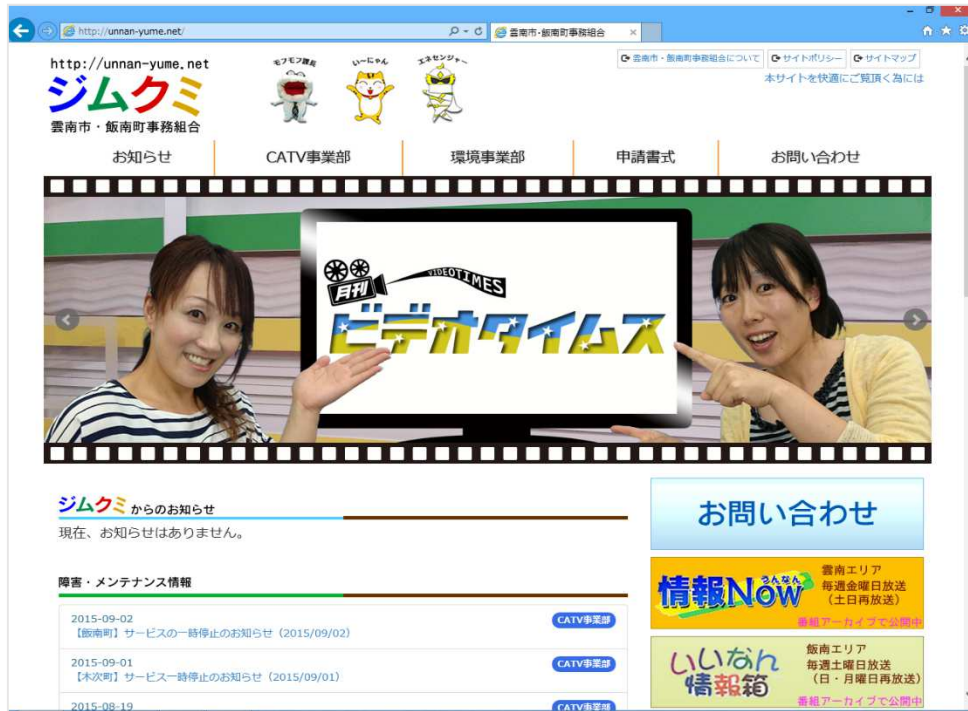 http://unnan-yume.net/
雲南市・飯南町事務組合
http://unnan-yume.net
ジムクミ
雲南市・飯南町事務組合
モフモフ課長
い～にゃん
エネセンジャー
雲南市・飯南町事務組合について
サイトポリシー
サイトマップ
本サイトを快適にご覧頂く為には
お知らせ
CATV事業部
環境事業部
申請書式
お問い合わせ
月刊
VIDEOTIMES
ビデオタイムス
ジムクミからのお知らせ
現在、お知らせはありません。
障害・メンテナンス情報
2015-09-02
CATV事業部
【飯南町】サービスの一時停止のお知らせ（2015/09/02）
2015-09-01
CATV事業部
【木次町】サービス一時停止のお知らせ（2015/09/01）
2015-08-19
CATV事業部
お問い合わせ
情報Now
うんなん
雲南エリア
毎週金曜日放送
（土日再放送）
番組アーカイブで公開中
いいなん
情報箱
飯南エリア
毎週土曜日放送
（日・月曜日再放送）
番組アーカイブで公開中